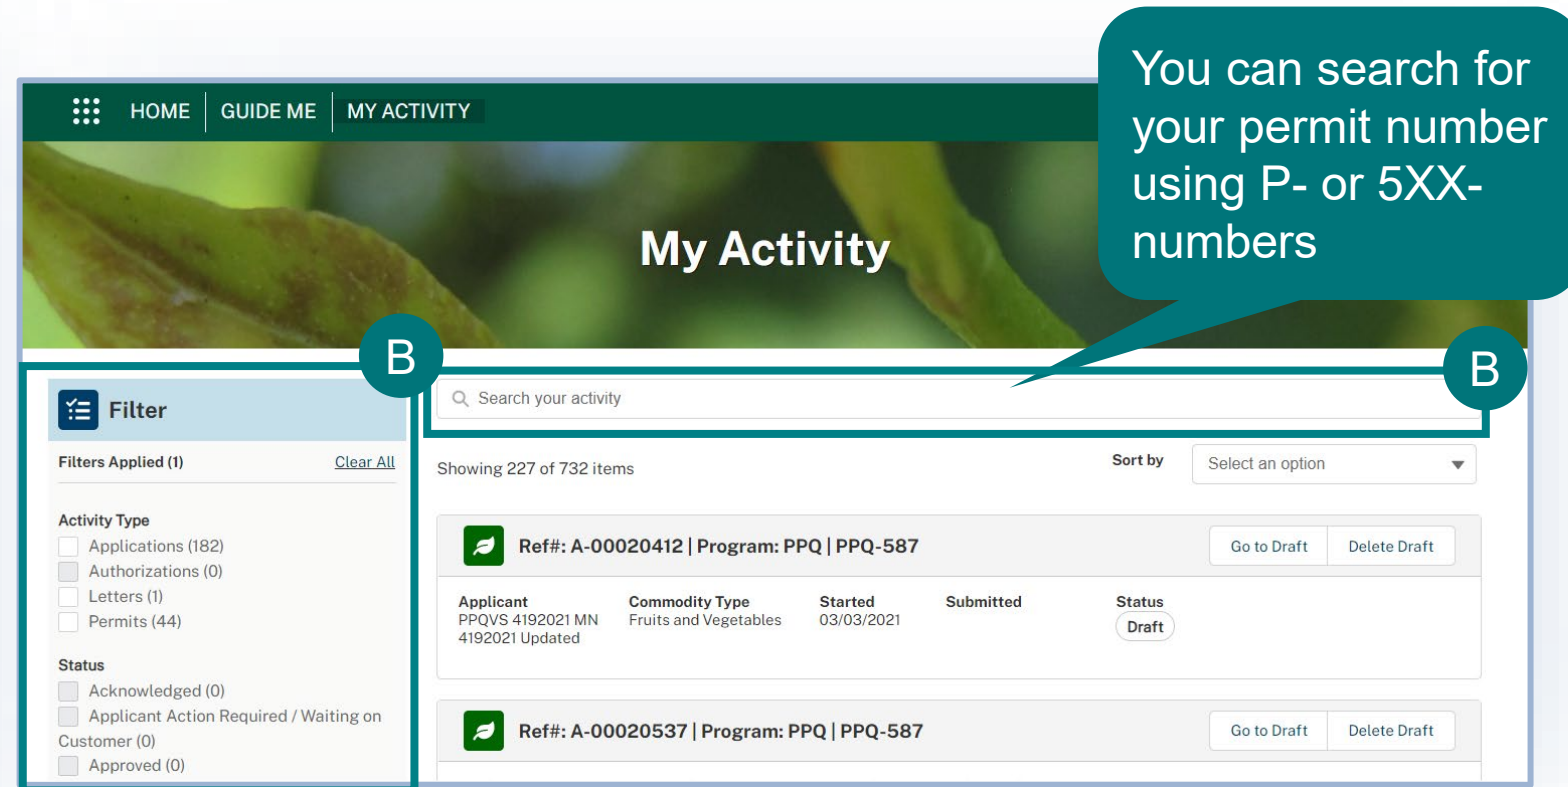 You can search for
your permit number
using P- or 5XX-
numbers
HOME GUIDE ME MY ACTIVITY
My Activity
B
B
Filter
Filters Applied (1) Clear All
Activity Type
Applications (182)
Authorizations (0)
Letters (1)
Permits (44)
Status
Acknowledged (0)
Applicant Action Required / Waiting on
Customer (0)
Approved (0)
Search your activity
Showing 227 of 732 items
Sort by Select an option
Ref#: A-00020412 | Program: PPQ | PPQ-587
Go to Draft Delete Draft
Applicant Commodity Type Started Submitted Status
PPQVS 4192021 MN Fruits and Vegetables 03/03/2021 Draft
4192021 Updated
Ref#: A-00020537 | Program: PPQ | PPQ-587
Go to Draft Delete Draft